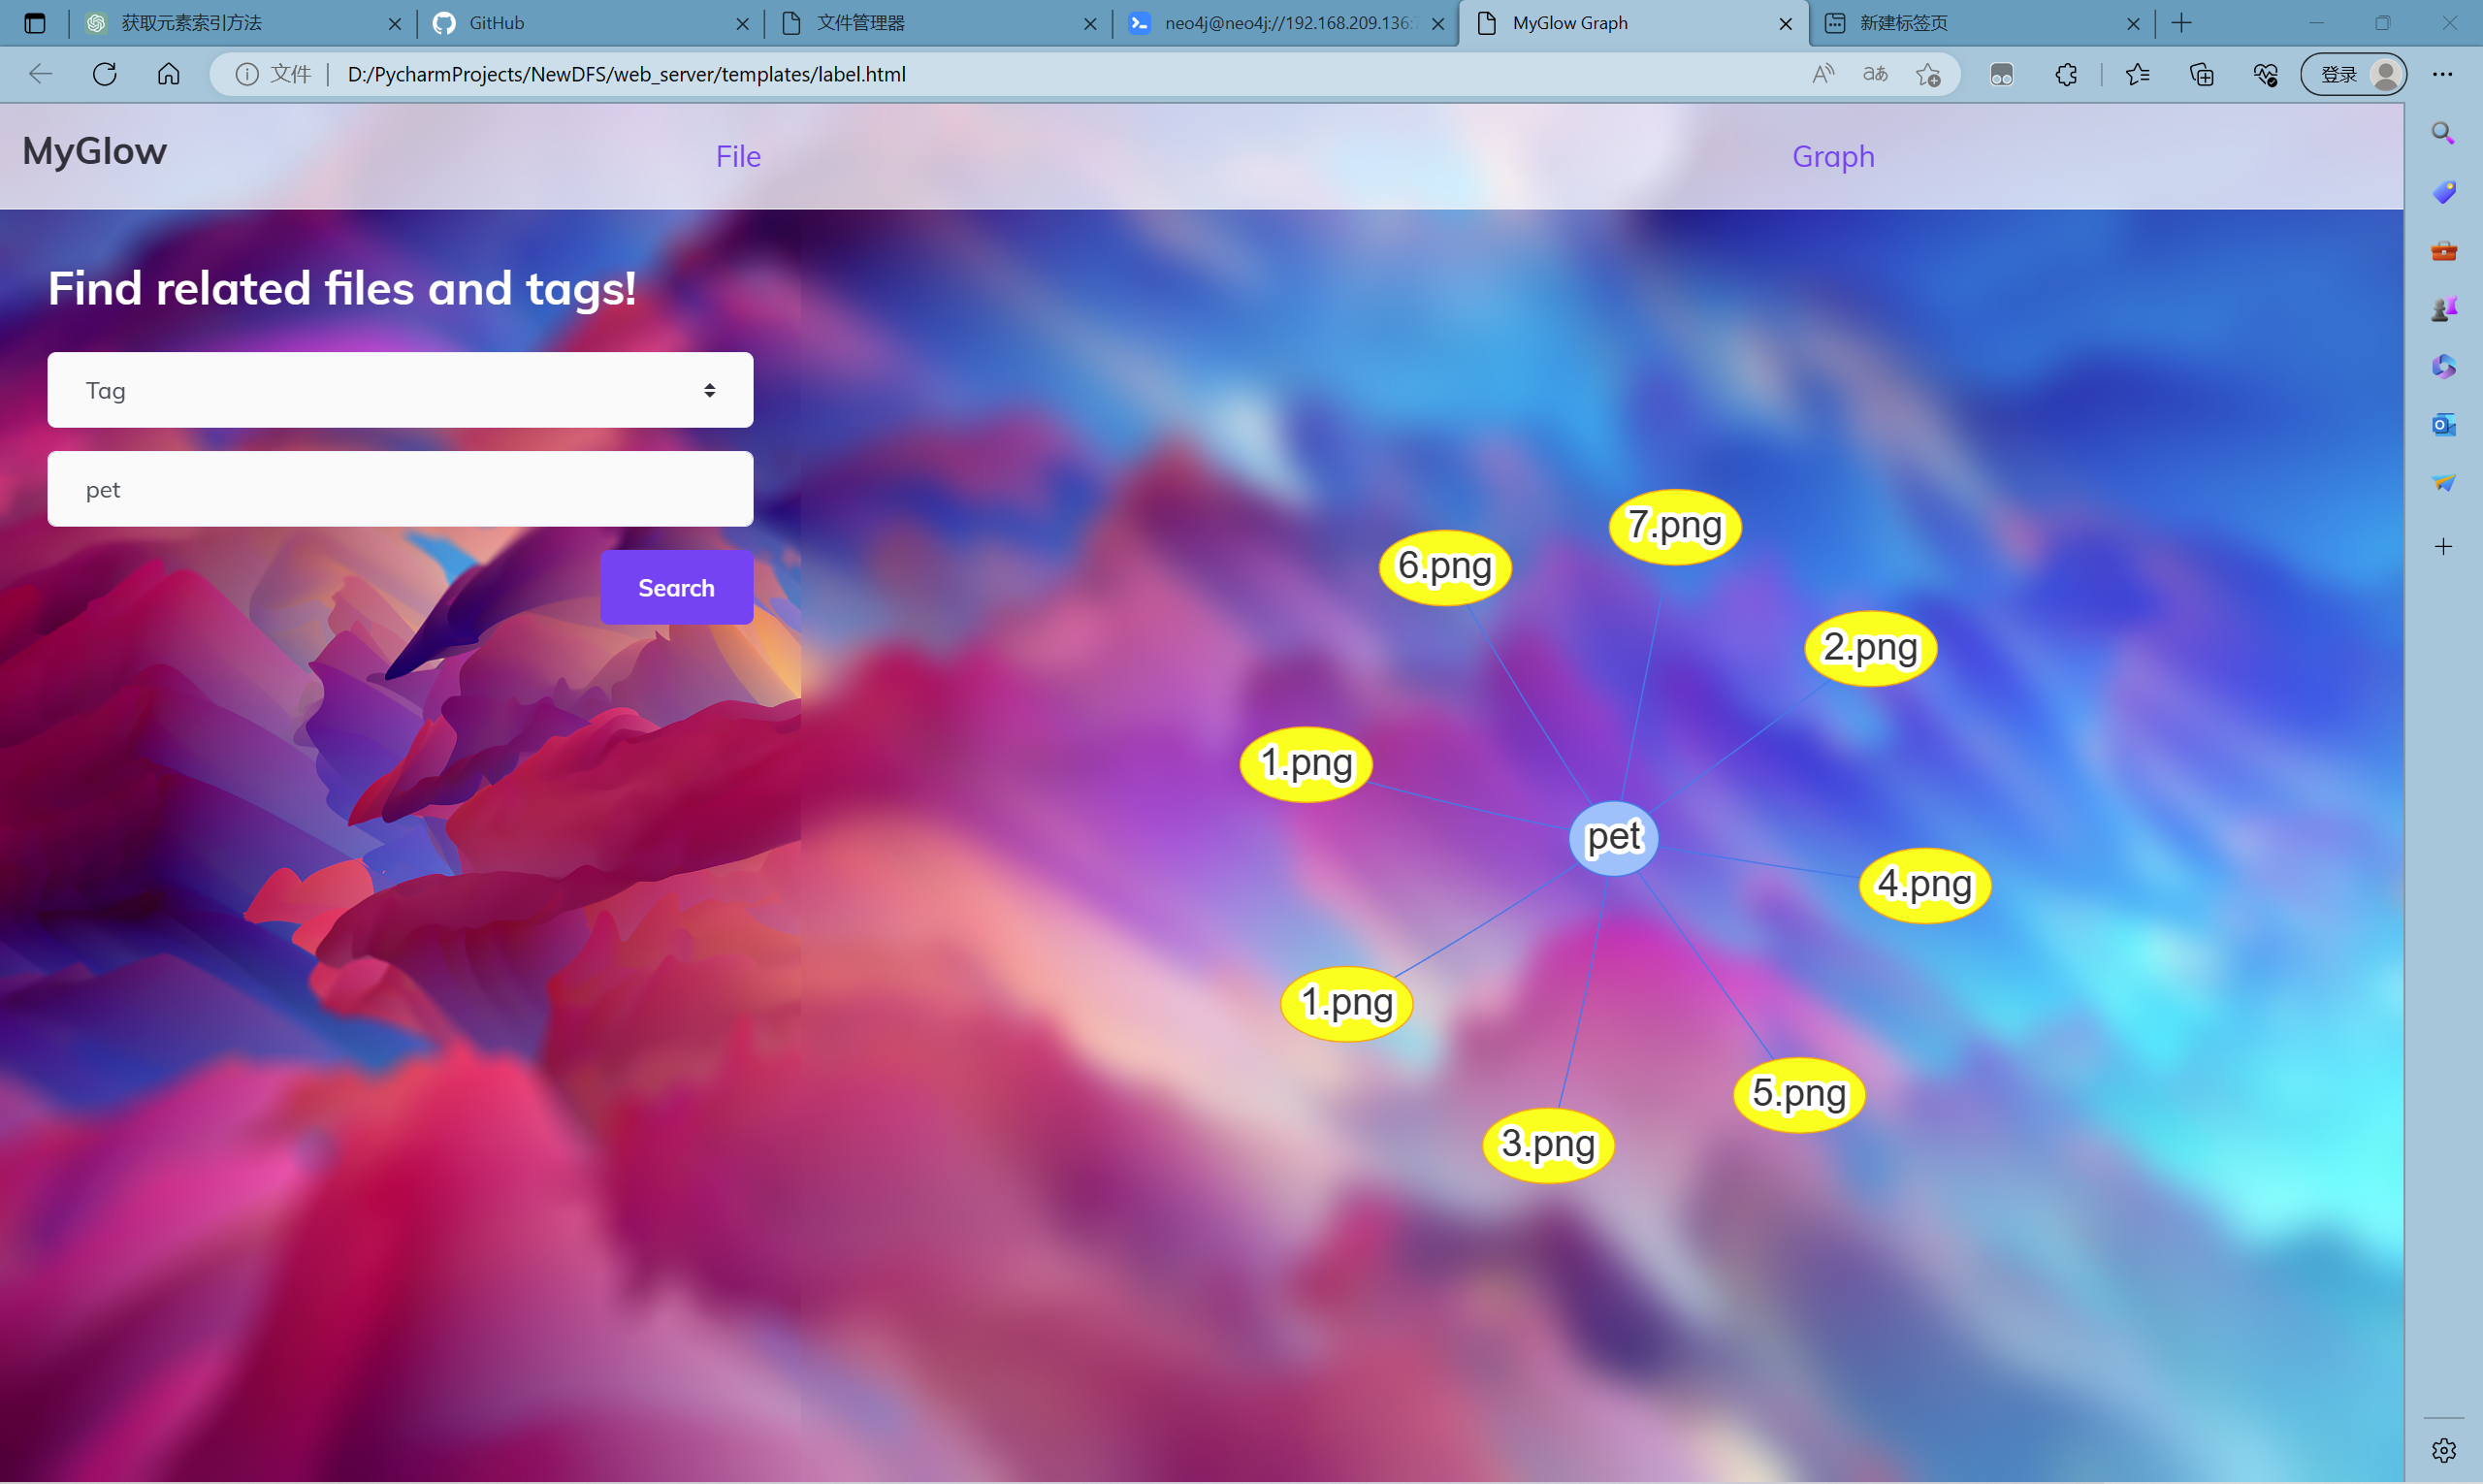 获取元素索引方法
GitHub
文件管理器
neo4j@neo4j://192.168.209.136:
MyGlow Graph
新建标签页
文件
D:/PycharmProjects/NewDFS/web_server/templates/label.html
登录
MyGlow
File
Graph
Find related files and tags!
Tag
pet
Search
7.png
6.png
2.png
1.png
pet
4.png
1.png
5.png
3.png